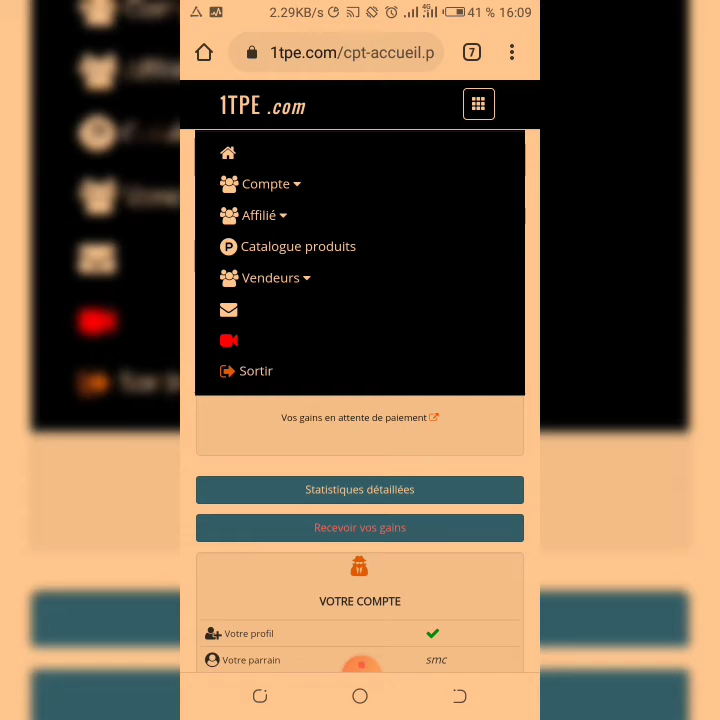 2.29KB/s 4G 41 % 16:09
1tpe.com/cpt-accueil.p 7
1TPE .com
Compte
Affilié
P Catalogue produits
Vendeurs
Sortir
Vos gains en attente de paiement
Statistiques détaillées
Recevoir vos gains
VOTRE COMPTE
Votre profil
Votre parrain smc